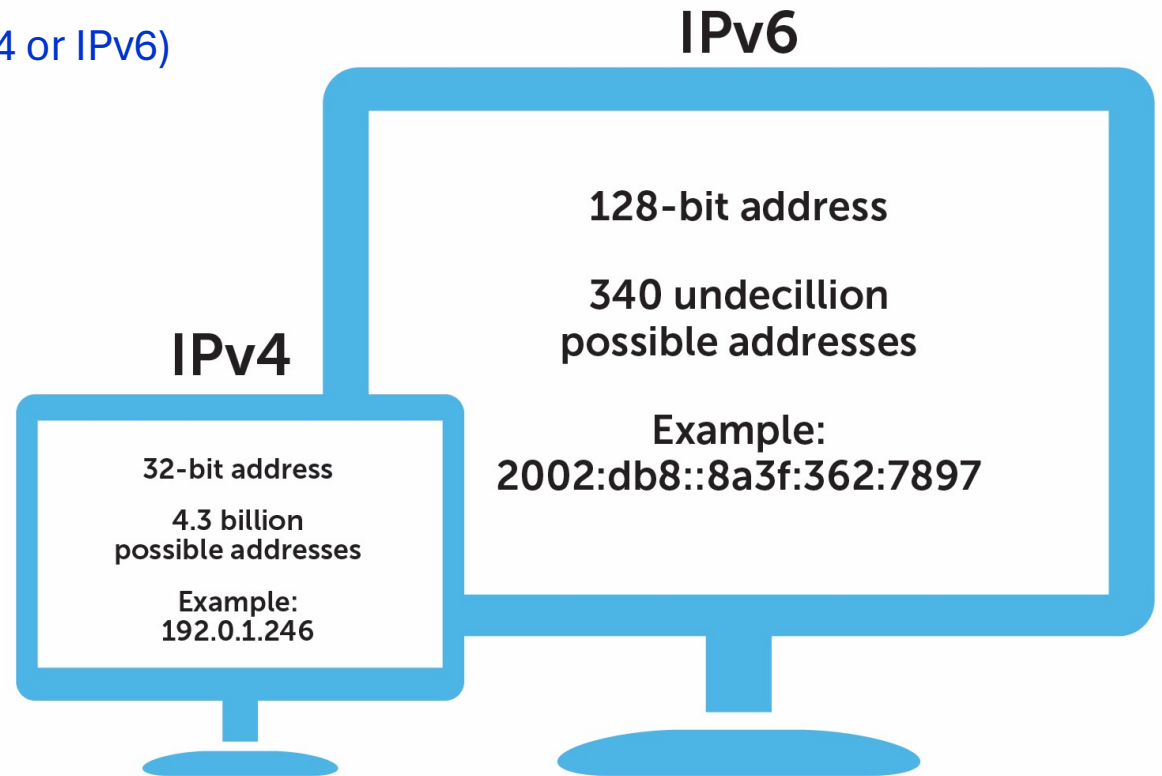 4 or IPv6)
IPv6
128-bit address
340 undecillion
possible addresses
Example:
2002:db8::8a3f:362:7897
IPv4
32-bit address
4.3 billion
possible addresses
Example:
192.0.1.246